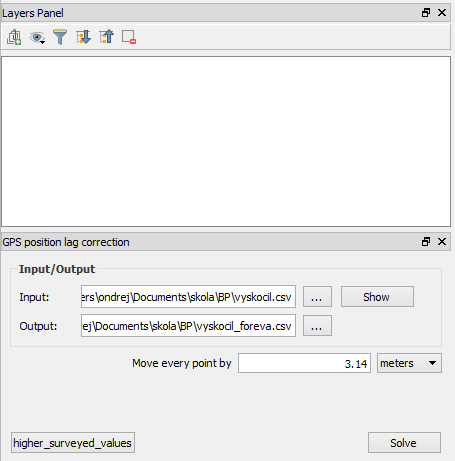 Layers Panel
GPS position lag correction
Input/Output
Input: ers\ondrej\Documents\skola\BP\vyskocil.csv ... Show
Output: ej\Documents\skola\BP\vyskocil_foreva.csv ...
Move every point by 3.14 meters
higher_surveyed_values Solve